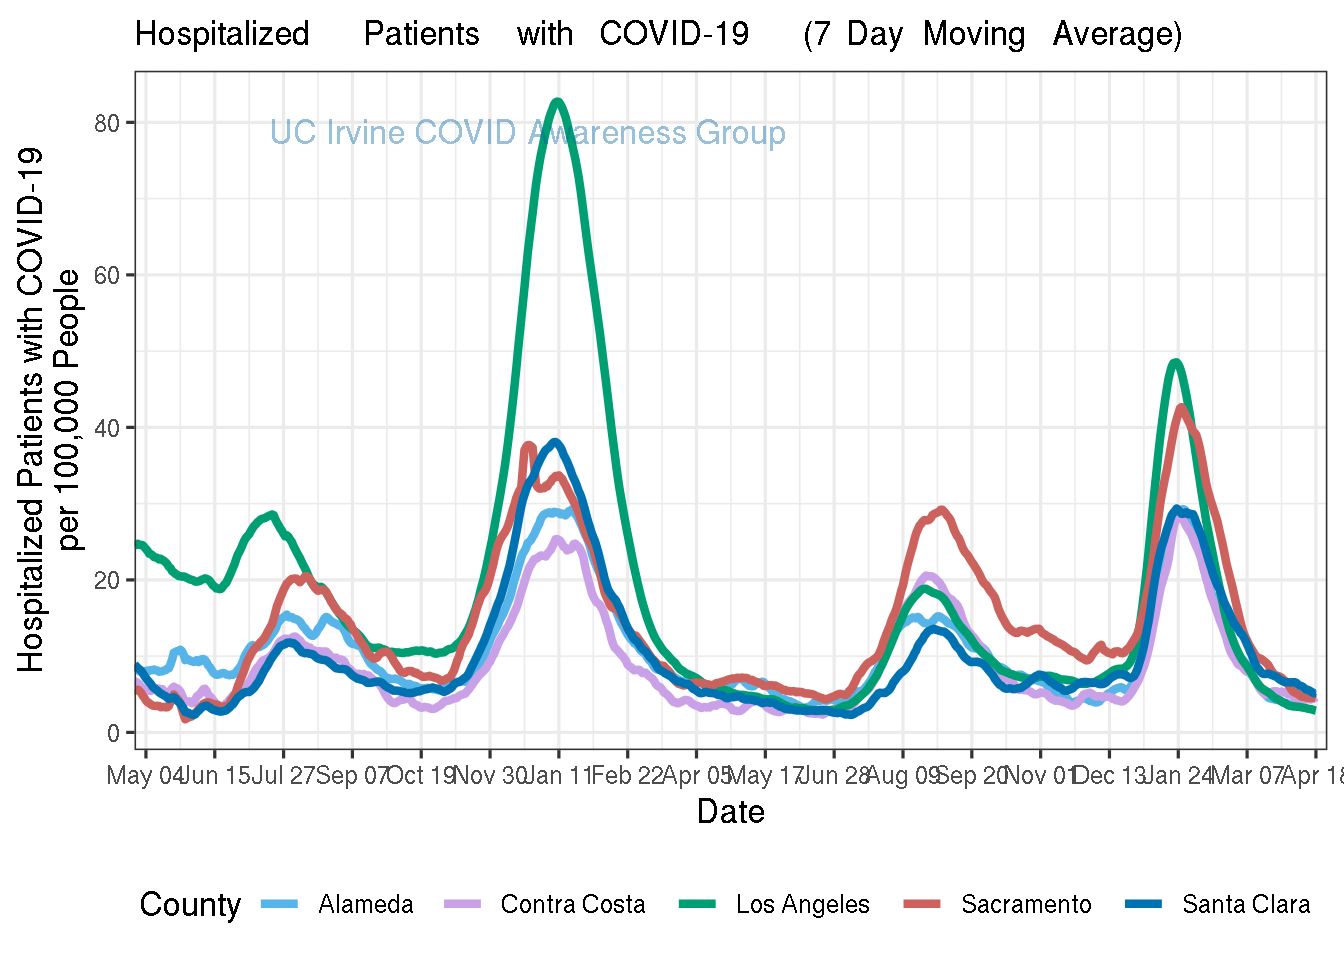 Hospitalized Patients with COVID-19 (7 Day Moving Average)
UC Irvine COVID Awareness Group
Hospitalized Patients with COVID-19
per 100,000 People
80
60
40
20
0
May 04 Jun 15 Jul 27 Sep 07 Oct 19 Nov 30 Jan 11 Feb 22 Apr 05 May 17 Jun 28 Aug 09 Sep 20 Nov 01 Dec 13 Jan 24 Mar 07 Apr 18
Date
County Alameda Contra Costa Los Angeles Sacramento Santa Clara